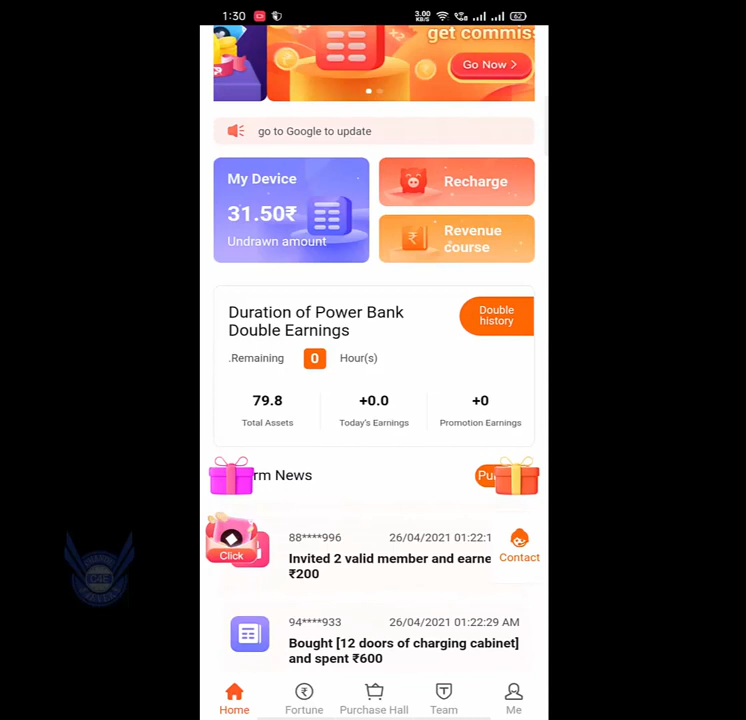 1:30
3.00
KB/S
62
get commiss
Go Now >
go to Google to update
My Device
31.50₹
Undrawn amount
Recharge
Revenue
course
Duration of Power Bank
Double Earnings
Double
history
.Remaining 0 Hour(s)
79.8 +0.0 +0
Total Assets Today's Earnings Promotion Earnings
rm News
Pu
88****996 26/04/2021 01:22:1
Invited 2 valid member and earne
₹200
Click
Contact
94****933 26/04/2021 01:22:29 AM
Bought [12 doors of charging cabinet]
and spent ₹600
Home Fortune Purchase Hall Team Me